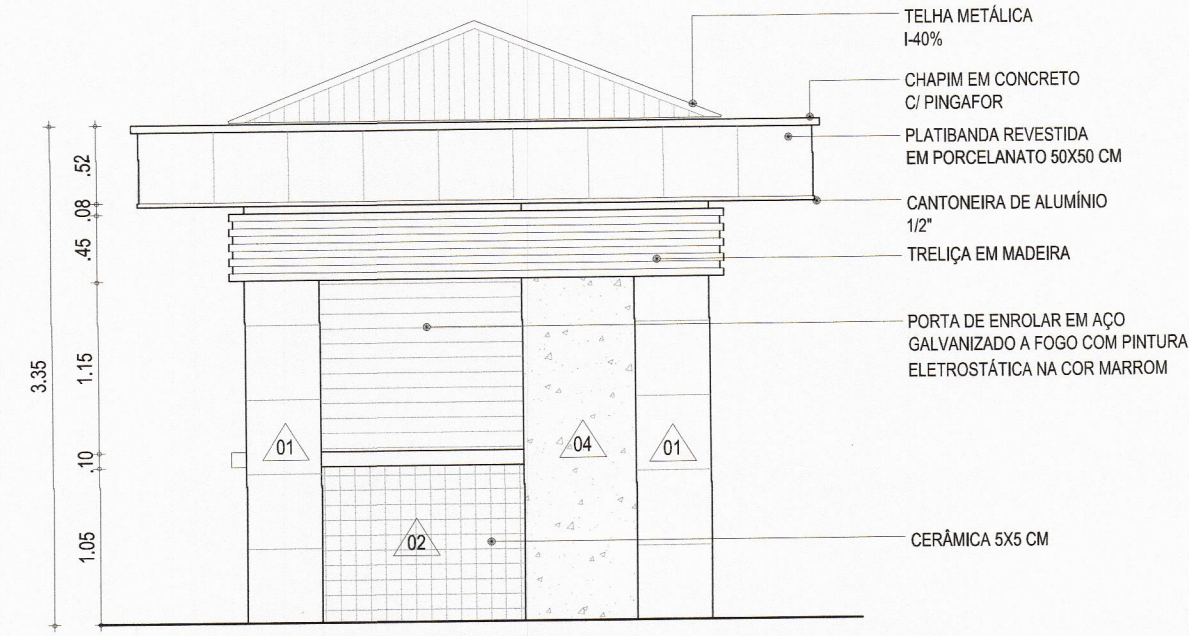 TELHA METÁLICA
I-40%
CHAPIM EM CONCRETO
C/ PINGAFOR
PLATIBANDA REVESTIDA
EM PORCELANATO 50X50 CM
CANTONEIRA DE ALUMÍNIO
1/2"
TRELIÇA EM MADEIRA
PORTA DE ENROLAR EM AÇO
GALVANIZADO A FOGO COM PINTURA
ELETROSTÁTICA NA COR MARROM
CERÂMICA 5X5 CM
3.35
.52
.08
.45
1.15
.10
1.05
01
04
01
02